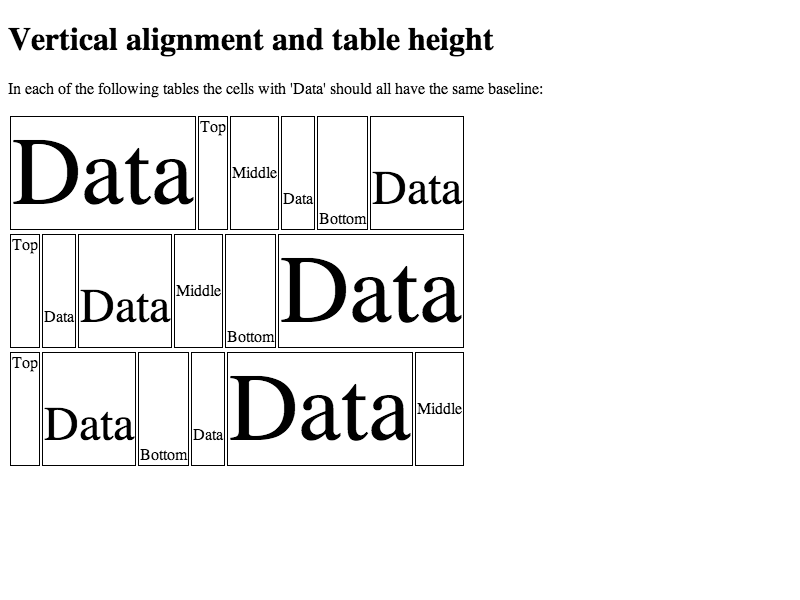 Vertical alignment and table height
In each of the following tables the cells with 'Data' should all have the same baseline:
Data Top Middle Data Bottom Data
Top Data Data Middle Bottom Data
Top Data Bottom Data Data Middle